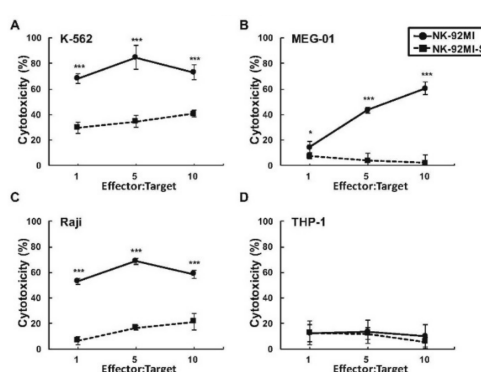 A
K-562
Cytotoxicity (%)
100
80
60
40
20
0
***
***
***
1
5
10
Effector:Target
B
MEG-01
NK-92MI
NK-92MI-S
Cytotoxicity (%)
100
80
60
40
20
0
*
***
***
1
5
10
Effector:Target
C
Raji
Cytotoxicity (%)
100
80
60
40
20
0
***
***
***
1
5
10
Effector:Target
D
THP-1
Cytotoxicity (%)
100
80
60
40
20
0
1
5
10
Effector:Target